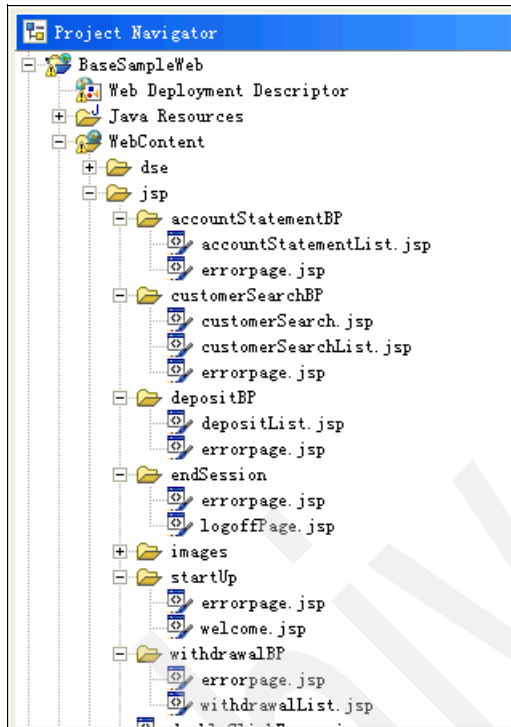 Project Navigator
BaseSampleWeb
Web Deployment Descriptor
Java Resources
WebContent
dse
jsp
accountStatementBP
accountStatementList.jsp
errorpage.jsp
customerSearchBP
customerSearch.jsp
customerSearchList.jsp
errorpage.jsp
depositBP
depositList.jsp
errorpage.jsp
endSession
errorpage.jsp
logoffPage.jsp
images
startUp
errorpage.jsp
welcome.jsp
withdrawalBP
errorpage.jsp
withdrawalList.jsp